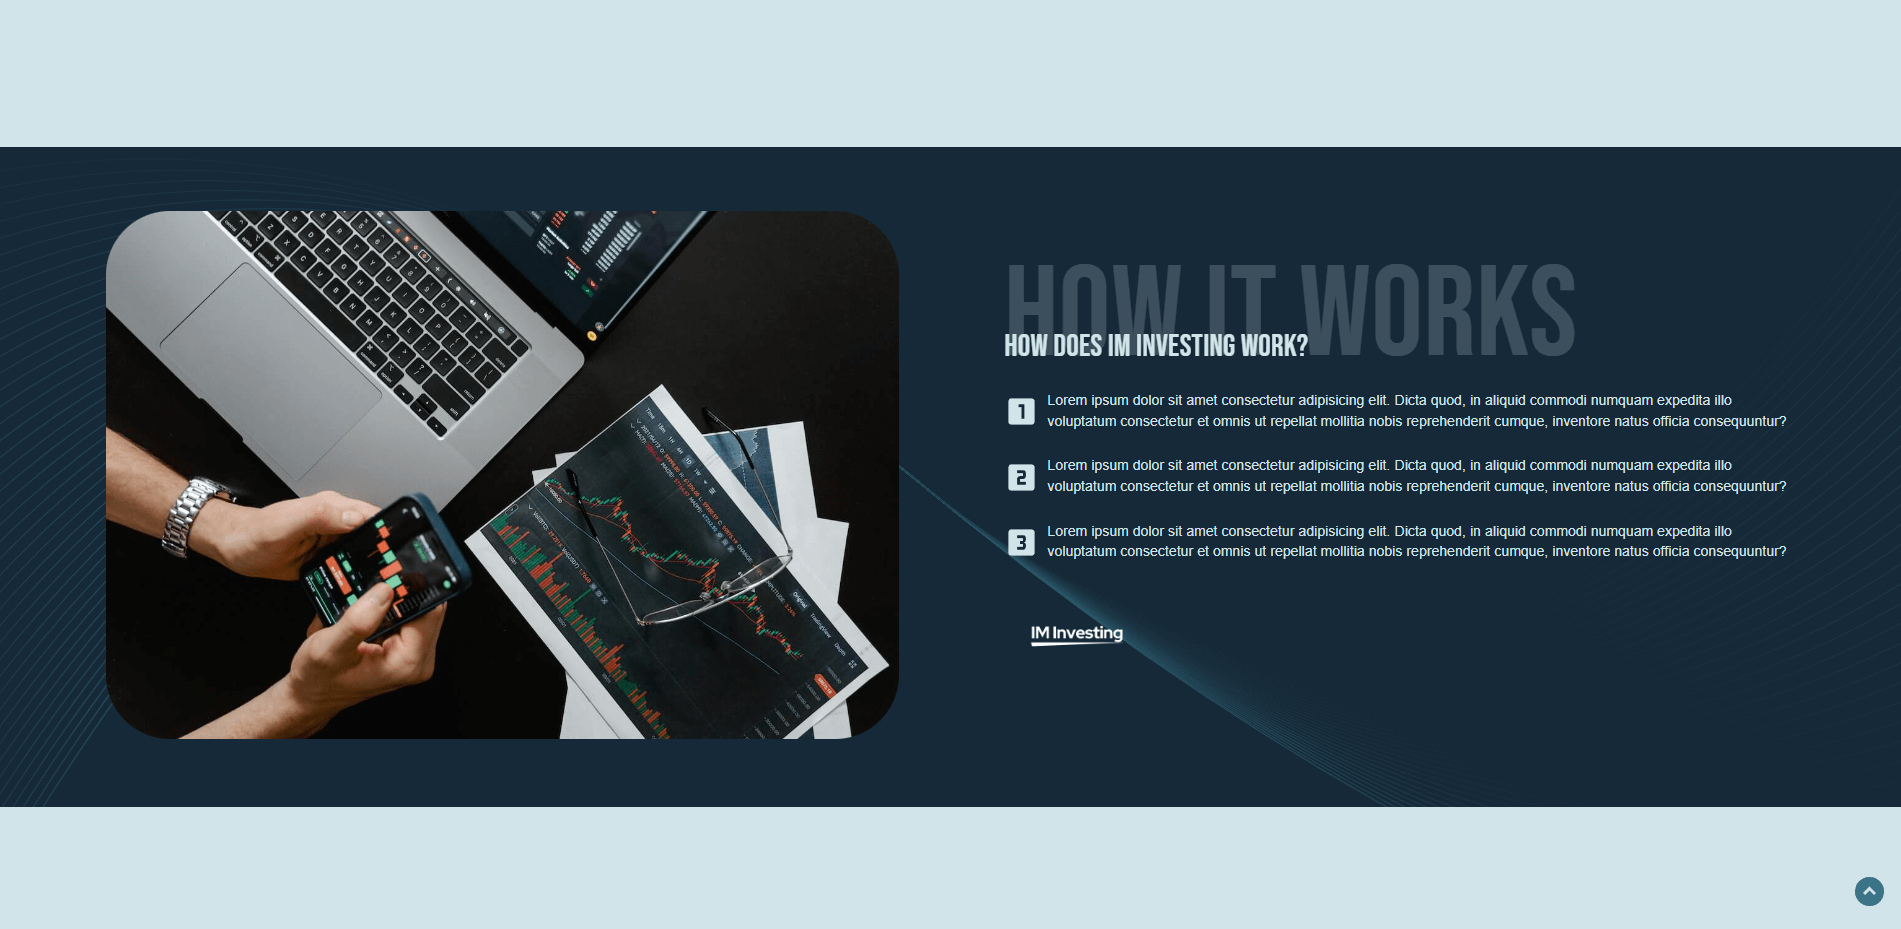 HOW IT WORKS
HOW DOES IM INVESTING WORK?
1
Lorem ipsum dolor sit amet consectetur adipisicing elit. Dicta quod, in aliquid commodi numquam expedita illo
voluptatum consectetur et omnis ut repellat mollitia nobis reprehenderit cumque, inventore natus officia consequuntur?
2
Lorem ipsum dolor sit amet consectetur adipisicing elit. Dicta quod, in aliquid commodi numquam expedita illo
voluptatum consectetur et omnis ut repellat mollitia nobis reprehenderit cumque, inventore natus officia consequuntur?
3
Lorem ipsum dolor sit amet consectetur adipisicing elit. Dicta quod, in aliquid commodi numquam expedita illo
voluptatum consectetur et omnis ut repellat mollitia nobis reprehenderit cumque, inventore natus officia consequuntur?
IM Investing